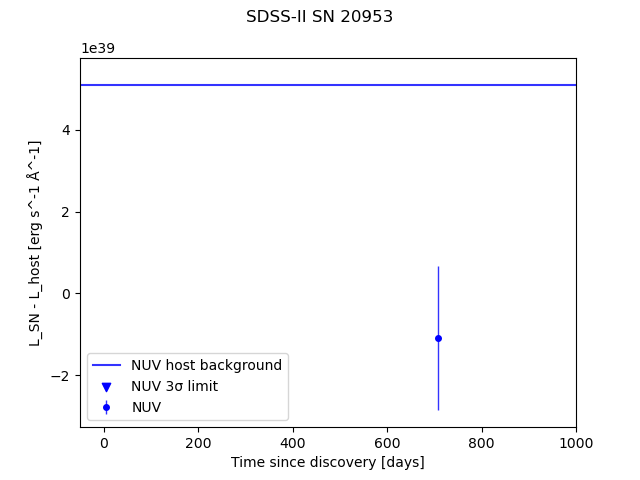 SDSS-II SN 20953
1e39
L_SN - L_host [erg s^-1 Å^-1]
4
2
0
−2
NUV host background
NUV 3σ limit
NUV
0 200 400 600 800 1000
Time since discovery [days]